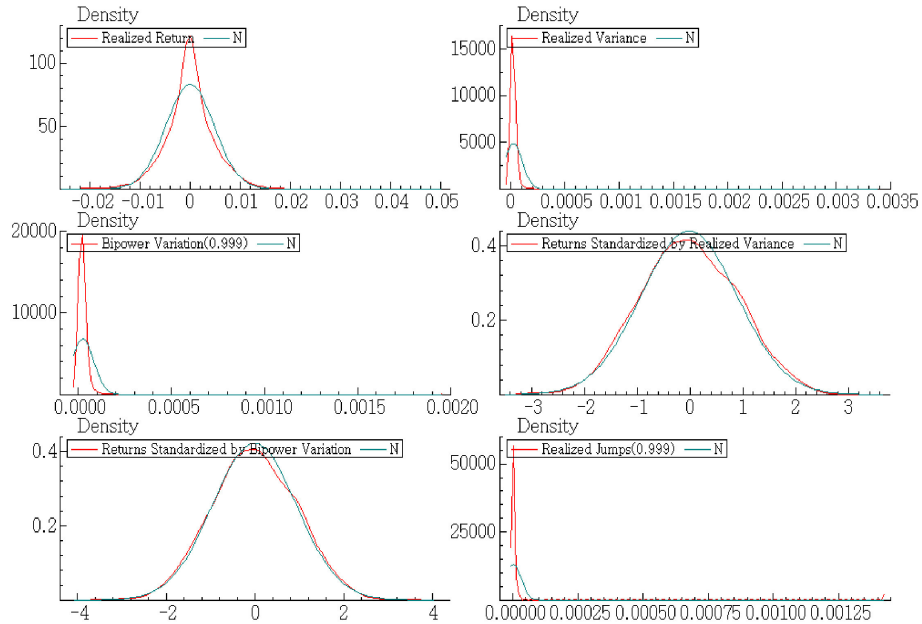 Density
Realized Return N
100
50
-0.02 -0.01 0 0.01 0.02 0.03 0.04 0.05
Density
Realized Variance N
15000
10000
5000
0 0.0005 0.001 0.0015 0.002 0.0025 0.003 0.0035
Density
Bipower Variation(0.999) N
20000
10000
0.0000 0.0005 0.0010 0.0015 0.0020
Density
Returns Standardized by Realized Variance N
0.4
0.2
-3 -2 -1 0 1 2 3
Density
Returns Standardized by Bipower Variation N
0.4
0.2
-4 -2 0 2 4
Density
Realized Jumps(0.999) N
50000
25000
0.00000 0.00025 0.00050 0.00075 0.00100 0.00125